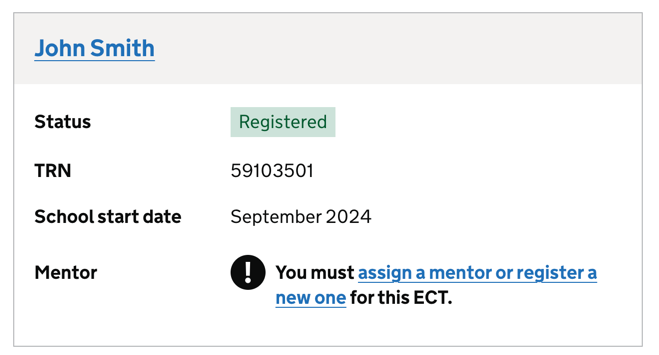 John Smith
Status Registered
TRN 59103501
School start date September 2024
Mentor ! You must assign a mentor or register a
new one for this ECT.